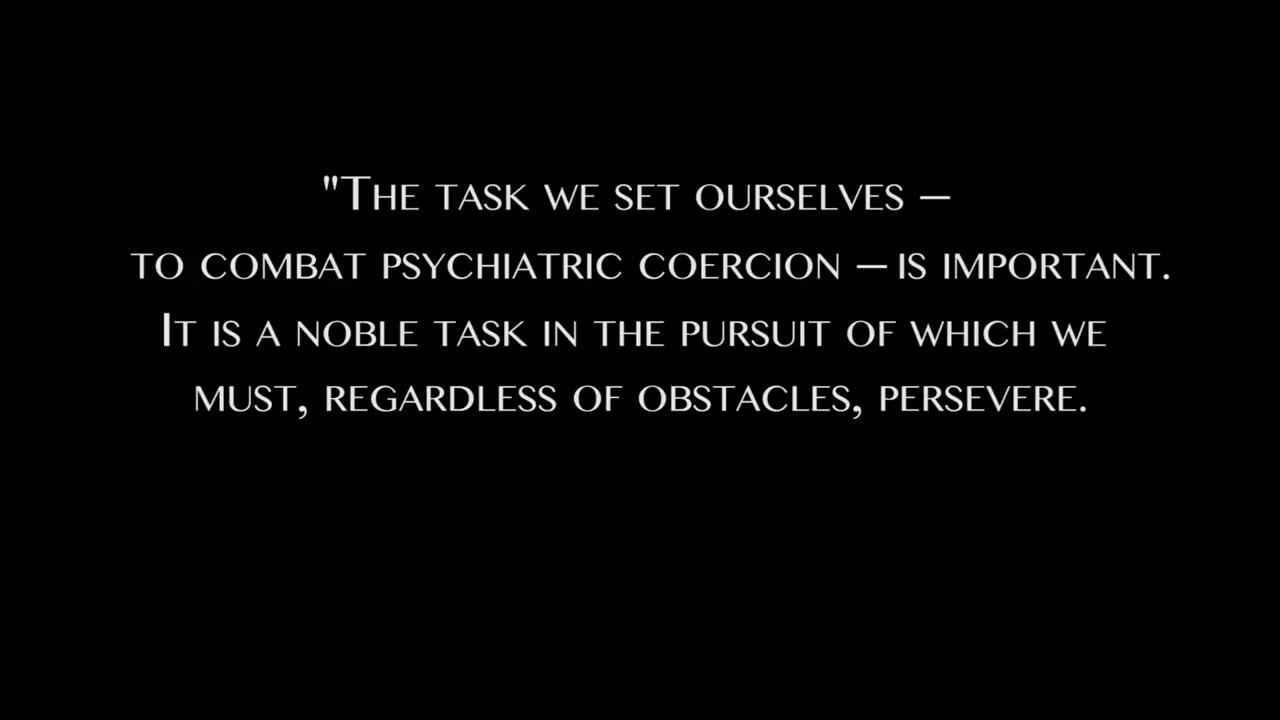 "The task we set ourselves –
to combat psychiatric coercion – is important.
It is a noble task in the pursuit of which we
must, regardless of obstacles, persevere.